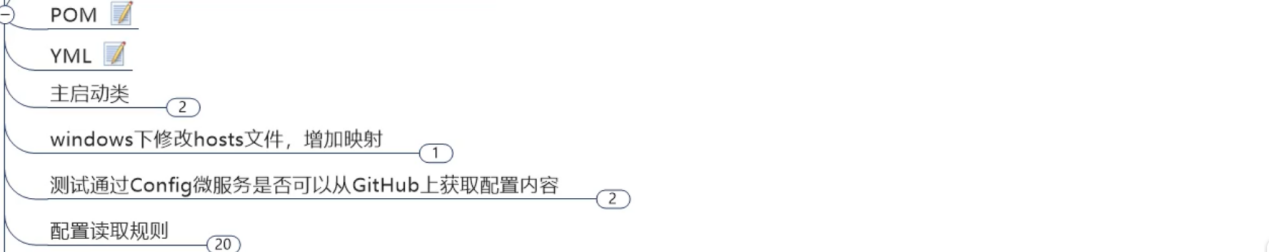 POM
YML
主启动类
2
windows下修改hosts文件，增加映射
1
测试通过Config微服务是否可以从GitHub上获取配置内容
2
配置读取规则
20